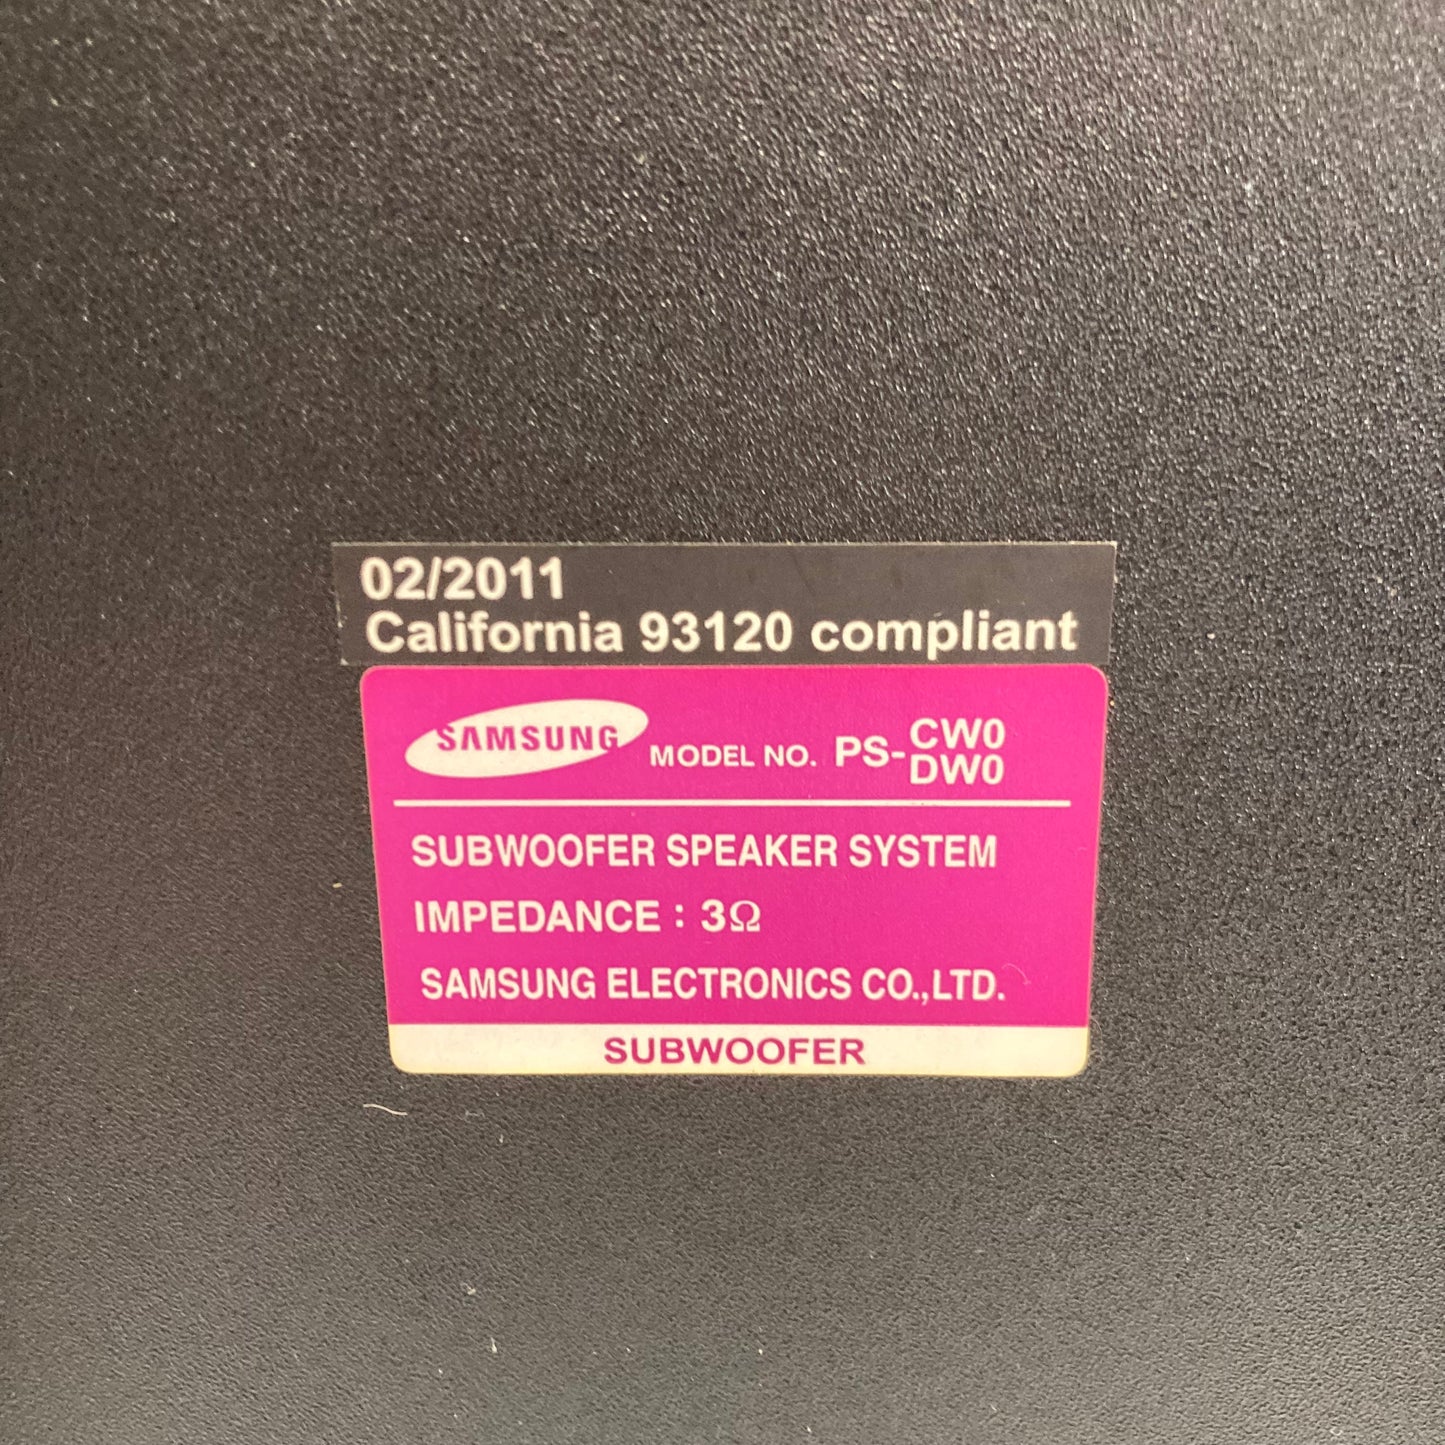 02/2011
California 93120 compliant
SAMSUNG MODEL NO. PS-CW0
DW0
SUBWOOFER SPEAKER SYSTEM
IMPEDANCE : 3Ω
SAMSUNG ELECTRONICS CO.,LTD.
SUBWOOFER